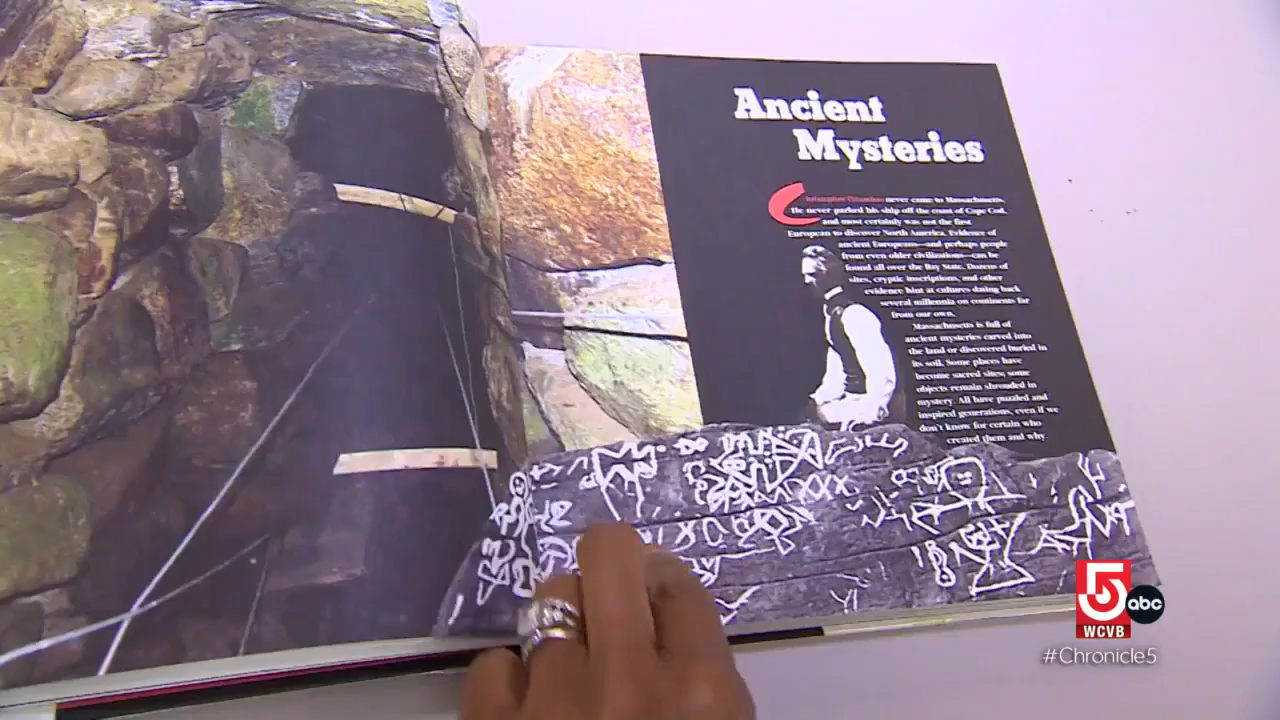 Ancient
Mysteries
Christopher Columbus never came to Massachusetts.
He never parked his ship off the coast of Cape Cod,
and most certainly was not the first
European to discover North America. Evidence of
ancient Europeans—and perhaps people
from even older civilizations—can be
found all over the Bay State. Dozens of
sites, cryptic inscriptions, and other
evidence hint at cultures dating back
several millennia on continents far
from our own.
Massachusetts is full of
ancient mysteries carved into
the land or discovered buried in
its soil. Some places have
become sacred sites; some
objects remain shrouded in
mystery. All have puzzled and
inspired generations, even if we
don't know for certain who
created them and why.
5
abc
WCVB
#Chronicle5